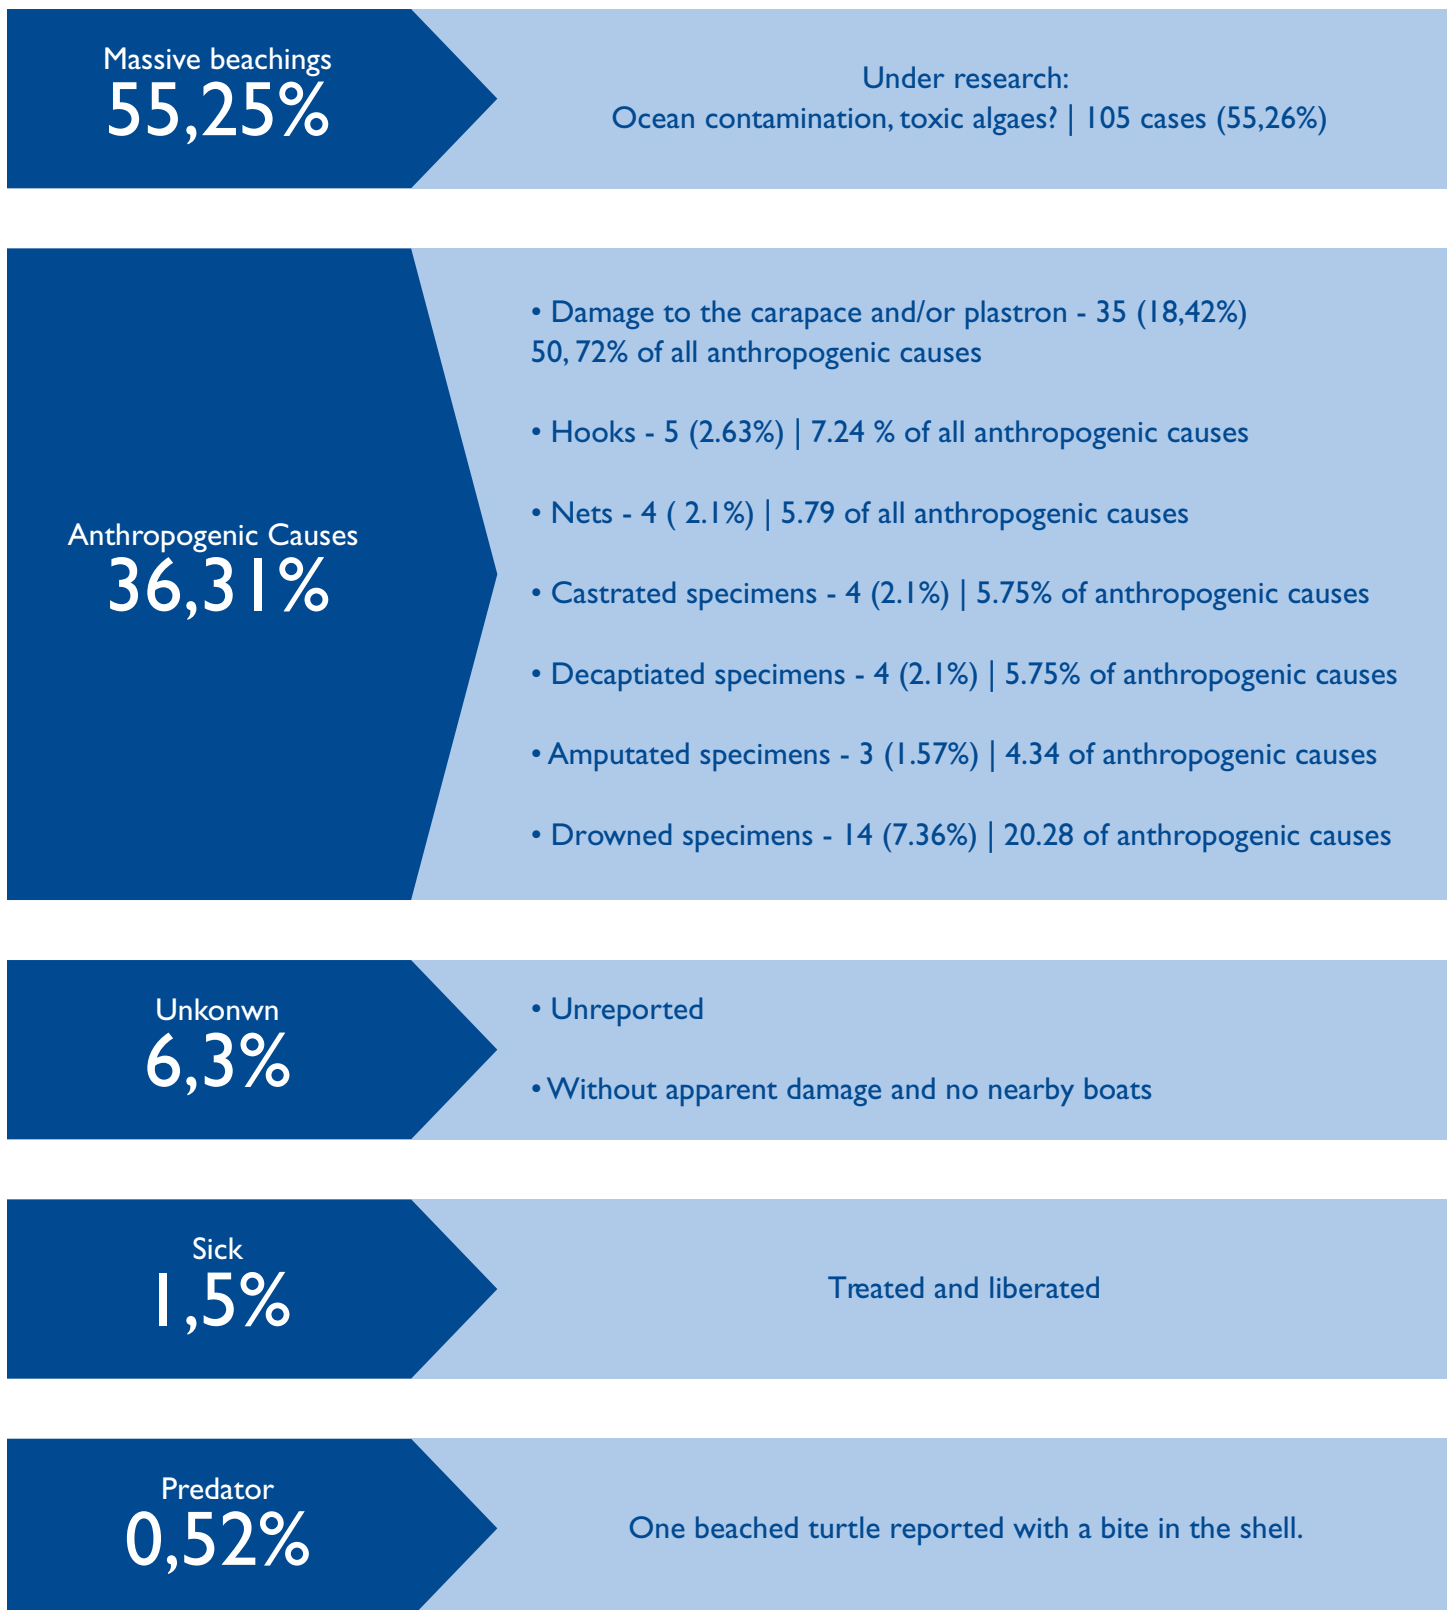 Massive beachings
55,25%
Under research:
Ocean contamination, toxic algaes? | 105 cases (55,26%)
Anthropogenic Causes
36,31%
• Damage to the carapace and/or plastron - 35 (18,42%)
50, 72% of all anthropogenic causes
• Hooks - 5 (2.63%) | 7.24 % of all anthropogenic causes
• Nets - 4 ( 2.1%) | 5.79 of all anthropogenic causes
• Castrated specimens - 4 (2.1%) | 5.75% of anthropogenic causes
• Decaptiated specimens - 4 (2.1%) | 5.75% of anthropogenic causes
• Amputated specimens - 3 (1.57%) | 4.34 of anthropogenic causes
• Drowned specimens - 14 (7.36%) | 20.28 of anthropogenic causes
Unkonwn
6,3%
• Unreported
• Without apparent damage and no nearby boats
Sick
1,5%
Treated and liberated
Predator
0,52%
One beached turtle reported with a bite in the shell.